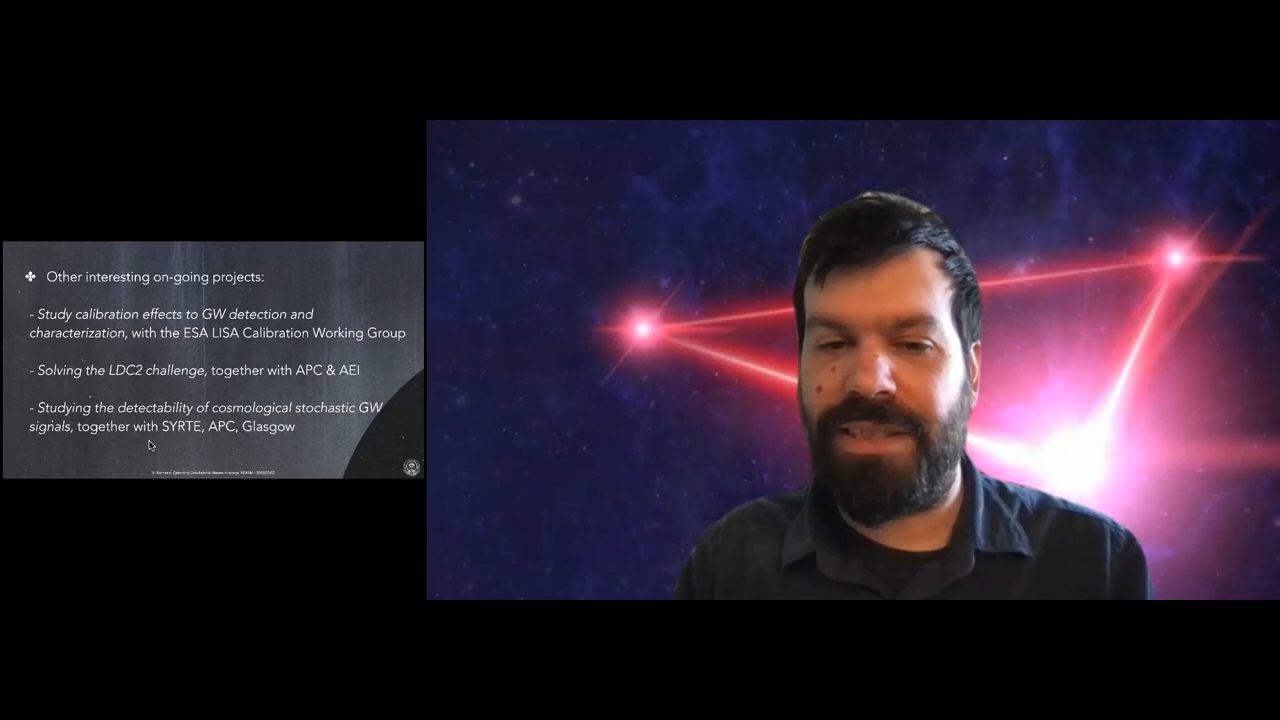 ✤ Other interesting on-going projects:
- Study calibration effects to GW detection and
characterization, with the ESA LISA Calibration Working Group
- Solving the LDC2 challenge, together with APC & AEI
- Studying the detectability of cosmological stochastic GW
signals, together with SYRTE, APC, Glasgow